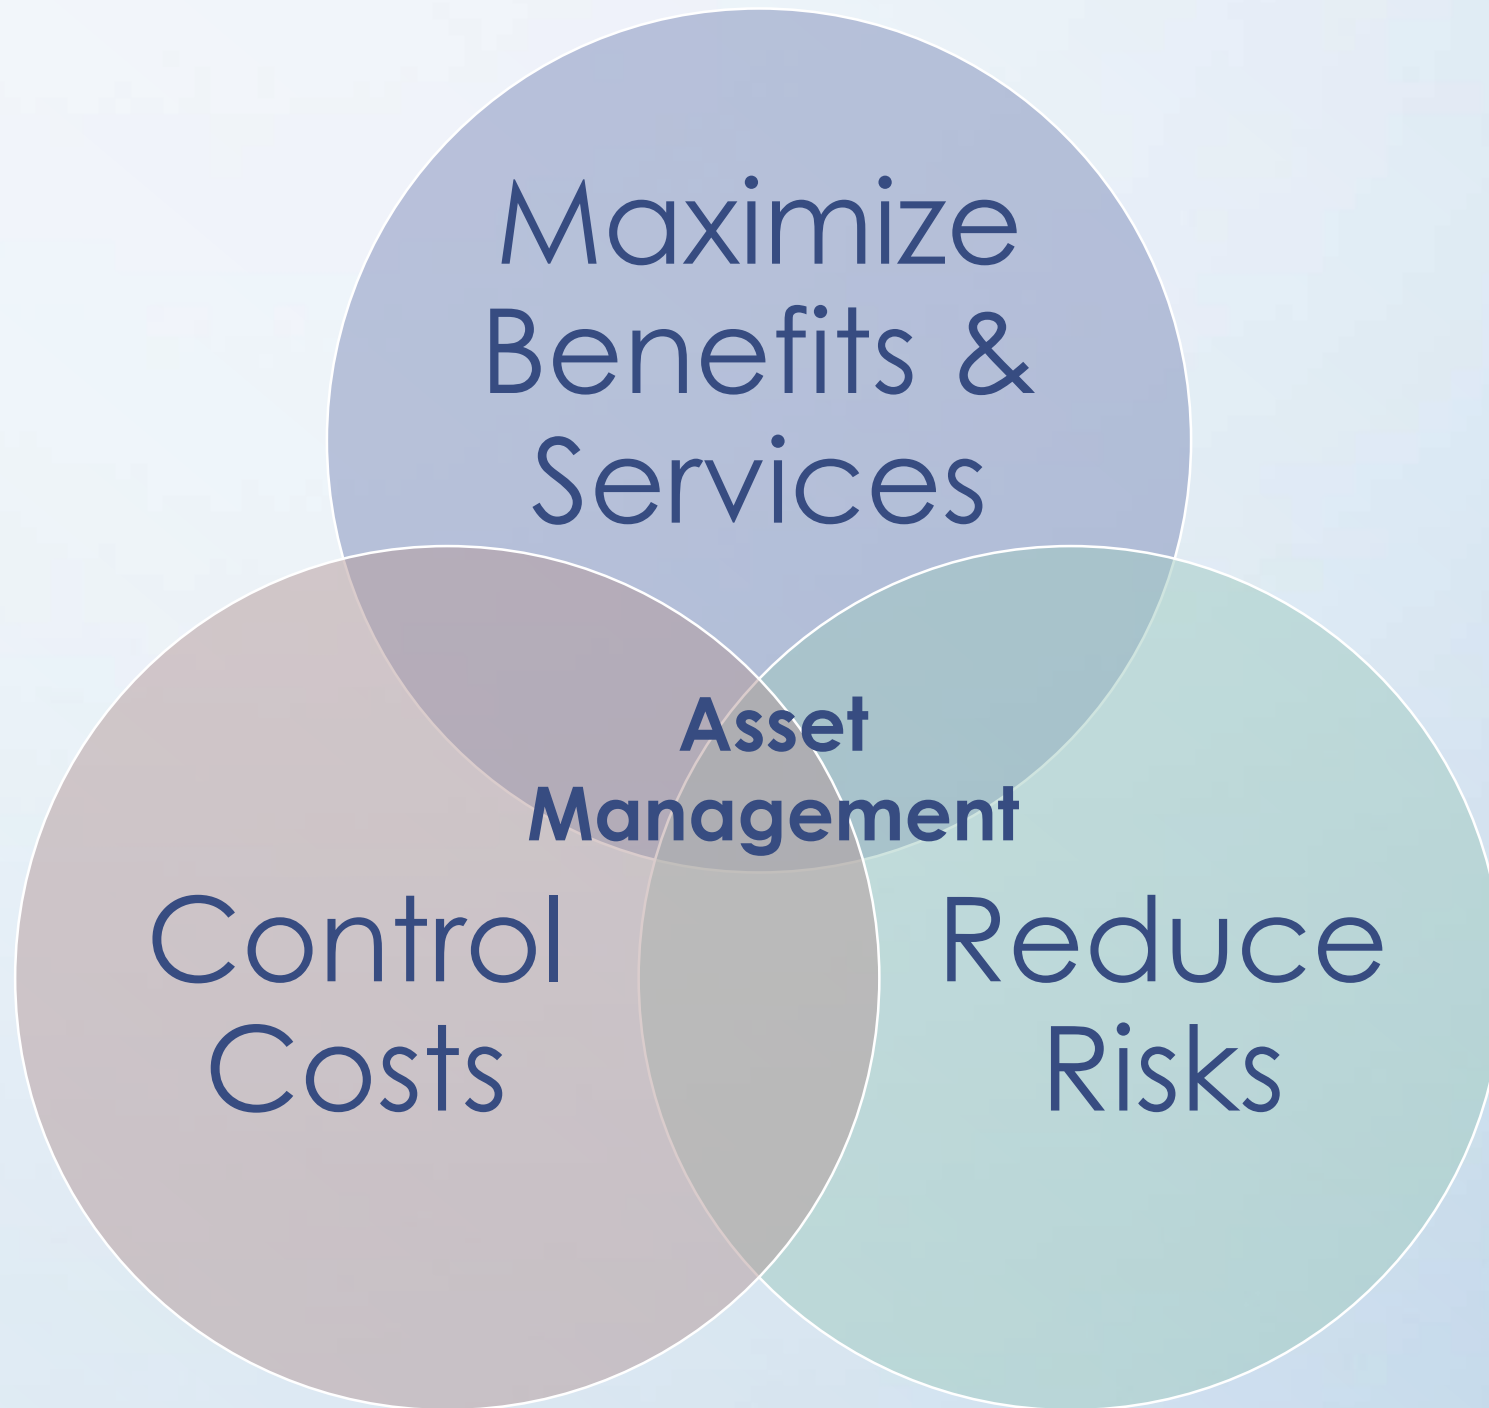 Maximize
Benefits &
Services
Asset
Management
Control
Costs
Reduce
Risks